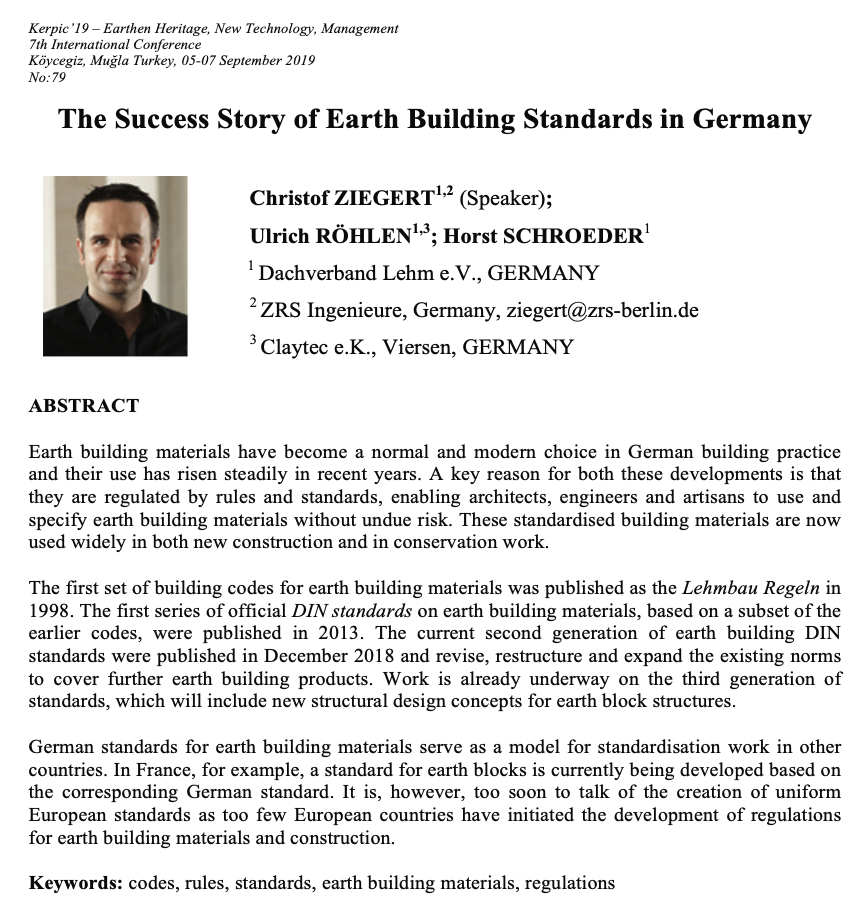 Kerpic'19 – Earthen Heritage, New Technology, Management
7th International Conference
Köycegiz, Muğla Turkey, 05-07 September 2019
No:79
The Success Story of Earth Building Standards in Germany
Christof ZIEGERT1,2 (Speaker);
Ulrich RÖHLEN1,3; Horst SCHROEDER1
1 Dachverband Lehm e.V., GERMANY
2 ZRS Ingenieure, Germany, ziegert@zrs-berlin.de
3 Claytec e.K., Viersen, GERMANY
ABSTRACT
Earth building materials have become a normal and modern choice in German building practice
and their use has risen steadily in recent years. A key reason for both these developments is that
they are regulated by rules and standards, enabling architects, engineers and artisans to use and
specify earth building materials without undue risk. These standardised building materials are now
used widely in both new construction and in conservation work.
The first set of building codes for earth building materials was published as the Lehmbau Regeln in
1998. The first series of official DIN standards on earth building materials, based on a subset of the
earlier codes, were published in 2013. The current second generation of earth building DIN
standards were published in December 2018 and revise, restructure and expand the existing norms
to cover further earth building products. Work is already underway on the third generation of
standards, which will include new structural design concepts for earth block structures.
German standards for earth building materials serve as a model for standardisation work in other
countries. In France, for example, a standard for earth blocks is currently being developed based on
the corresponding German standard. It is, however, too soon to talk of the creation of uniform
European standards as too few European countries have initiated the development of regulations
for earth building materials and construction.
Keywords: codes, rules, standards, earth building materials, regulations